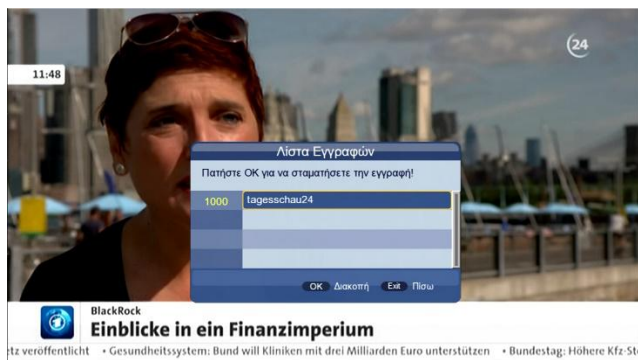 24
11:48
Λίστα Εγγραφών
Πατήστε OK για να σταματήσετε την εγγραφή!
1000 tagesschau24
OK Διακοπή Exit Πίσω
BlackRock
Einblicke in ein Finanzimperium
tz veröffentlicht • Gesundheitssystem: Bund will Kliniken mit drei Milliarden Euro unterstützen • Bundestag: Höhere Kfz-St